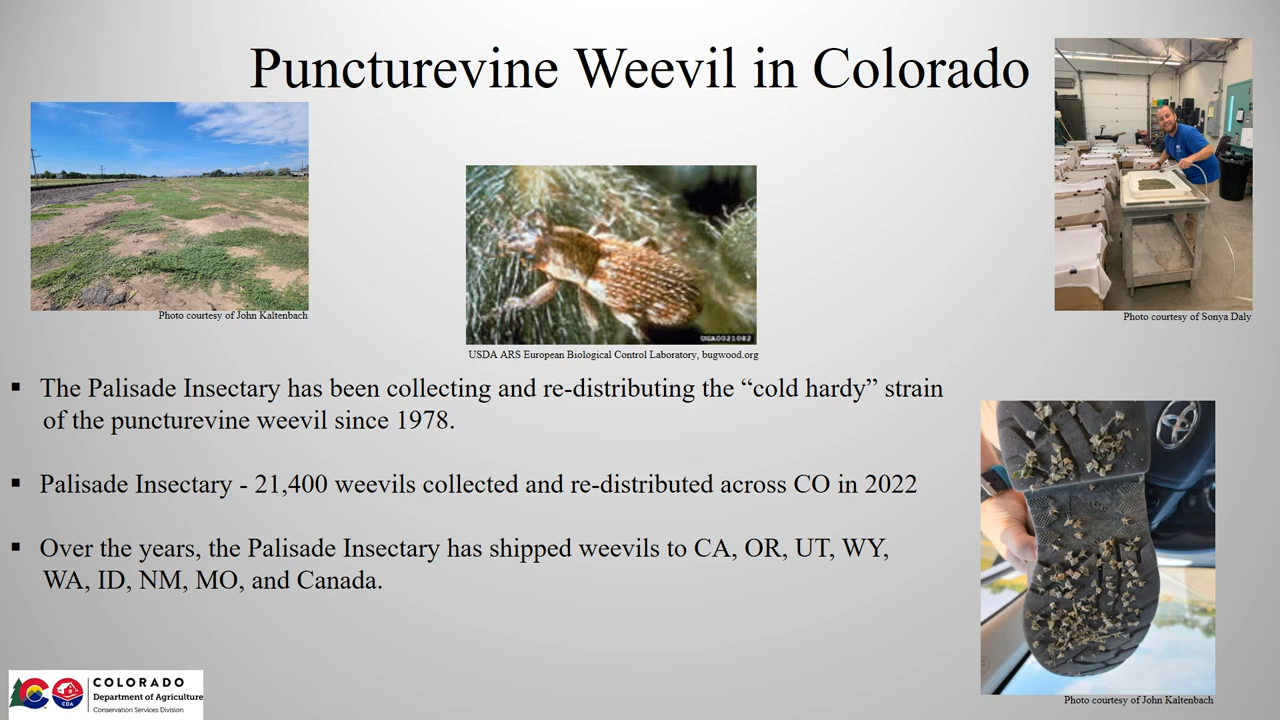 Puncturevine Weevil in Colorado
Photo courtesy of John Kaltenbach
UGA0021082
USDA ARS European Biological Control Laboratory, bugwood.org
Photo courtesy of Sonya Daly
▪ The Palisade Insectary has been collecting and re-distributing the “cold hardy” strain
of the puncturevine weevil since 1978.
▪ Palisade Insectary - 21,400 weevils collected and re-distributed across CO in 2022
▪ Over the years, the Palisade Insectary has shipped weevils to CA, OR, UT, WY,
WA, ID, NM, MO, and Canada.
Photo courtesy of John Kaltenbach
CDA
COLORADO
Department of Agriculture
Conservation Services Division